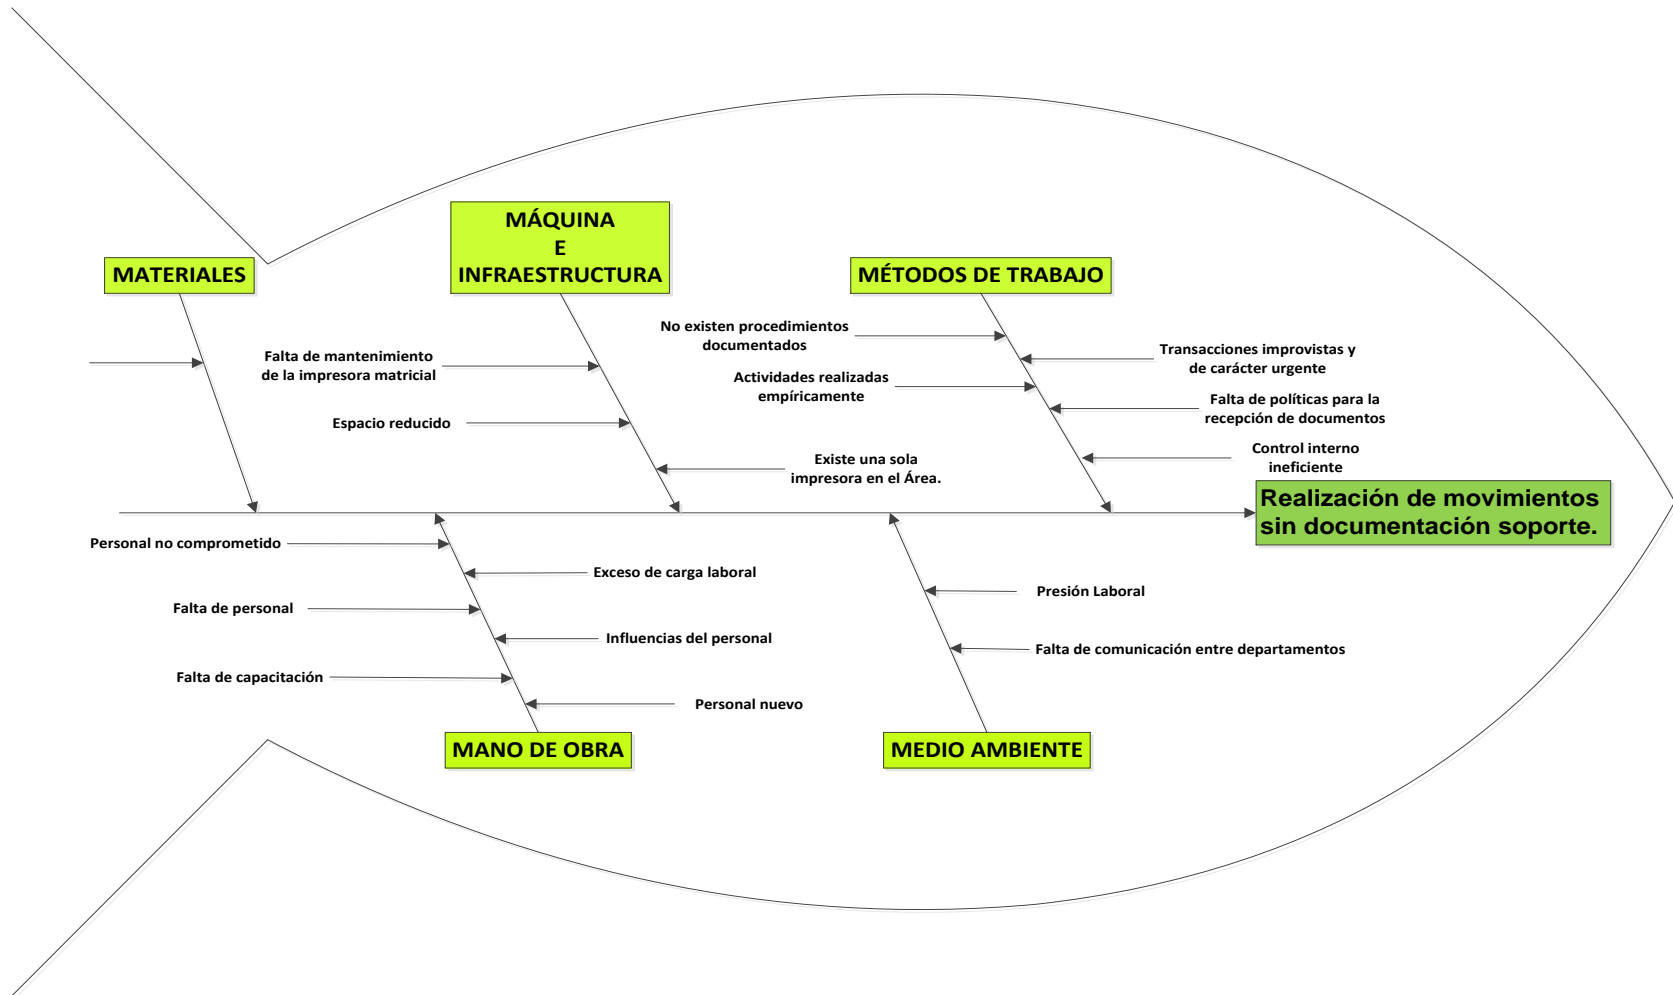 MATERIALES
MÁQUINA
E
INFRAESTRUCTURA
MÉTODOS DE TRABAJO
Falta de mantenimiento
de la impresora matricial
Espacio reducido
Existe una sola
impresora en el Área.
No existen procedimientos
documentados
Actividades realizadas
empíricamente
Transacciones improvistas y
de carácter urgente
Falta de políticas para la
recepción de documentos
Control interno
ineficiente
Realización de movimientos
sin documentación soporte.
Personal no comprometido
Exceso de carga laboral
Falta de personal
Influencias del personal
Falta de capacitación
Personal nuevo
Presión Laboral
Falta de comunicación entre departamentos
MANO DE OBRA
MEDIO AMBIENTE